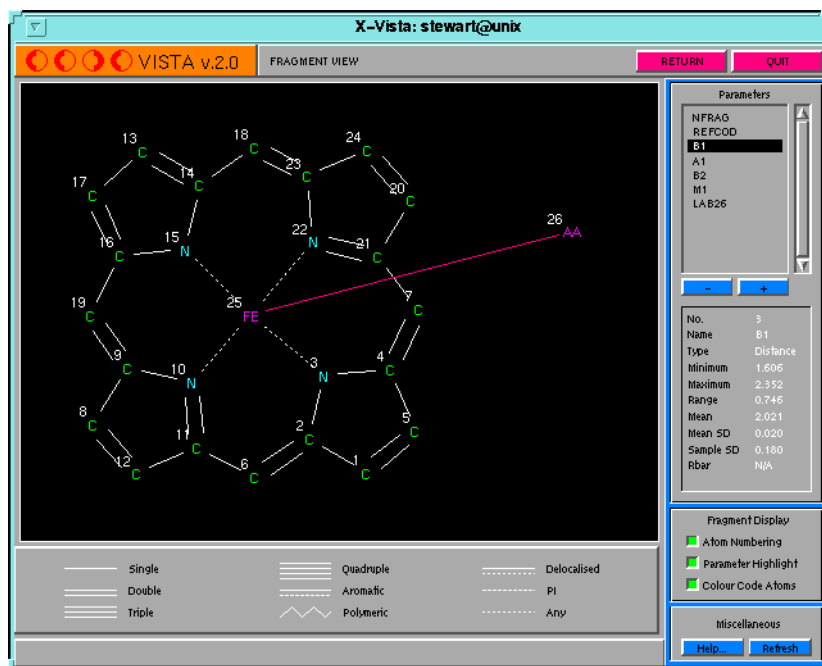 X-Vista: stewart@unix
VISTA v.2.0
FRAGMENT VIEW
RETURN
QUIT
Parameters
NFRAG
REFCOD
B1
A1
B2
M1
LAB26
-
+
No. 3
Name B1
Type Distance
Minimum 1.606
Maximum 2.352
Range 0.746
Mean 2.021
Mean SD 0.020
Sample SD 0.180
Rbar N/A
Fragment Display
Atom Numbering
Parameter Highlight
Colour Code Atoms
Miscellaneous
Help...
Refresh
13
C
18
C
24
C
17
C
14
C
23
C
20
C
16
C
15
N
22
N
21
C
26
AA
19
C
25
FE
7
C
9
C
10
N
3
N
4
C
8
C
11
C
2
C
5
C
12
C
6
C
1
C
Single
Double
Triple
Quadruple
Aromatic
Polymeric
Delocalised
PI
Any